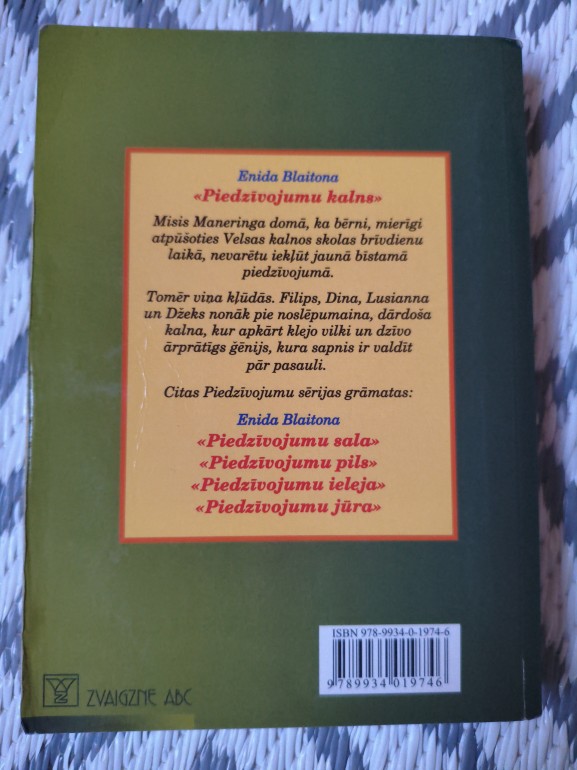 Enida Blaitona
«Piedzīvojumu kalns»
Misis Maneringa domā, ka bērni, mierīgi
atpūšoties Velsas kalnos skolas brīvdienu
laikā, nevarētu iekļūt jaunā bīstamā
piedzīvojumā.
Tomēr viņa kļūdās. Filips, Dina, Lusianna
un Džeks nonāk pie noslēpumaina, dārdoša
kalna, kur apkārt klejo vilki un dzīvo
ārprātīgs ģēnijs, kura sapnis ir valdīt
pār pasauli.
Citas Piedzīvojumu sērijas grāmatas:
Enida Blaitona
«Piedzīvojumu sala»
«Piedzīvojumu pils»
«Piedzīvojumu ieleja»
«Piedzīvojumu jūra»
ISBN 978-9934-0-1974-6
9 789934 019746
ZVAIGZNE ABC